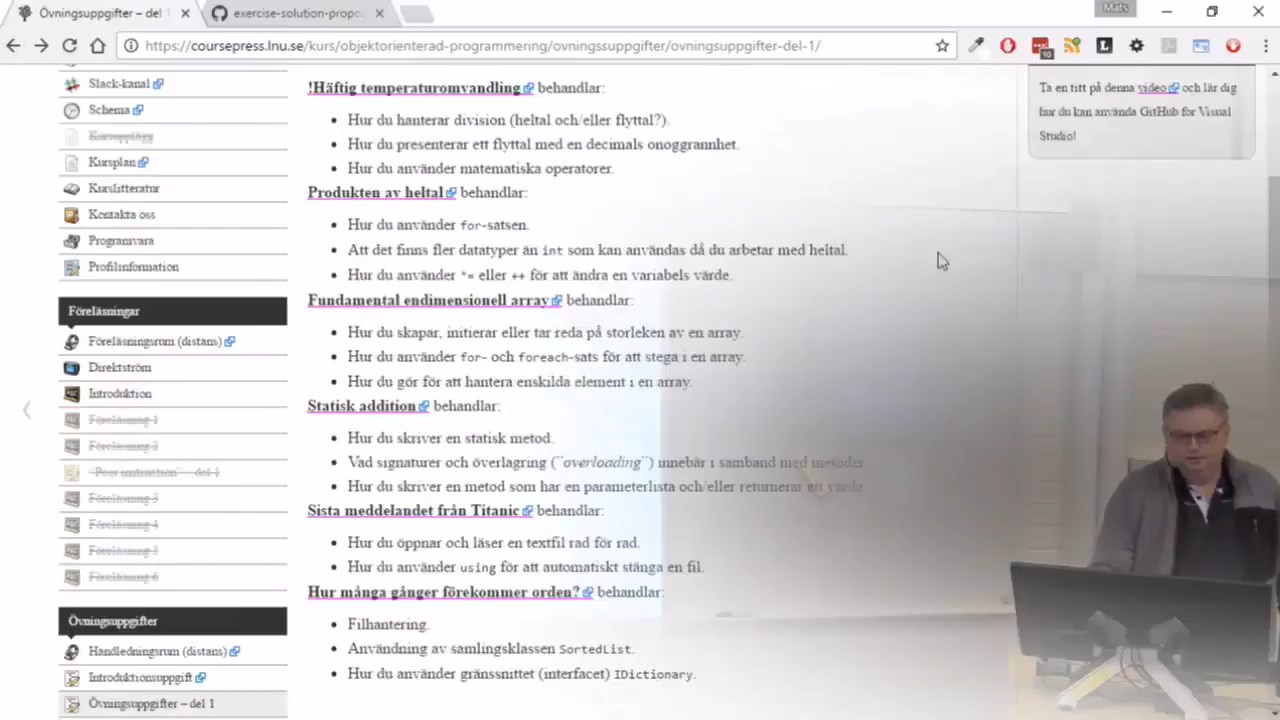 Övningsuppgifter – del 1
exercise-solution-propo
Mats
https://coursepress.lnu.se/kurs/objektorienterad-programmering/ovningssuppgifter/ovningsuppgifter-del-1/
10
Slack-kanal
Schema
Kursupplägg
Kursplan
Kurslitteratur
Kontakta oss
Programvara
Profilinformation
Föreläsningar
Föreläsningsrum (distans)
Direktström
Introduktion
Föreläsning 1
Föreläsning 2
"Peer instruction" – del 1
Föreläsning 3
Föreläsning 4
Föreläsning 5
Föreläsning 6
Övningsuppgifter
Handledningsrum (distans)
Introduktionsuppgift
Övningsuppgifter – del 1
!Häftig temperaturomvandling behandlar:
Hur du hanterar division (heltal och/eller flyttal?).
Hur du presenterar ett flyttal med en decimals onoggrannhet.
Hur du använder matematiska operatorer.
Produkten av heltal behandlar:
Hur du använder for-satsen.
Att det finns fler datatyper än int som kan användas då du arbetar med heltal.
Hur du använder *= eller ++ för att ändra en variabels värde.
Fundamental endimensionell array behandlar:
Hur du skapar, initierar eller tar reda på storleken av en array.
Hur du använder for- och foreach-sats för att stega i en array.
Hur du gör för att hantera enskilda element i en array.
Statisk addition behandlar:
Hur du skriver en statisk metod.
Vad signaturer och överlagring (¨overloading¨) innebär i samband med metoder
Hur du skriver en metod som har en parameterlista och/eller returnerar ett värde
Sista meddelandet från Titanic behandlar:
Hur du öppnar och läser en textfil rad för rad.
Hur du använder using för att automatiskt stänga en fil.
Hur många gånger förekommer orden? behandlar:
Filhantering.
Användning av samlingsklassen SortedList.
Hur du använder gränssnittet (interfacet) IDictionary.
Ta en titt på denna video och lär dig
hur du kan använda GitHub for Visual
Studio!